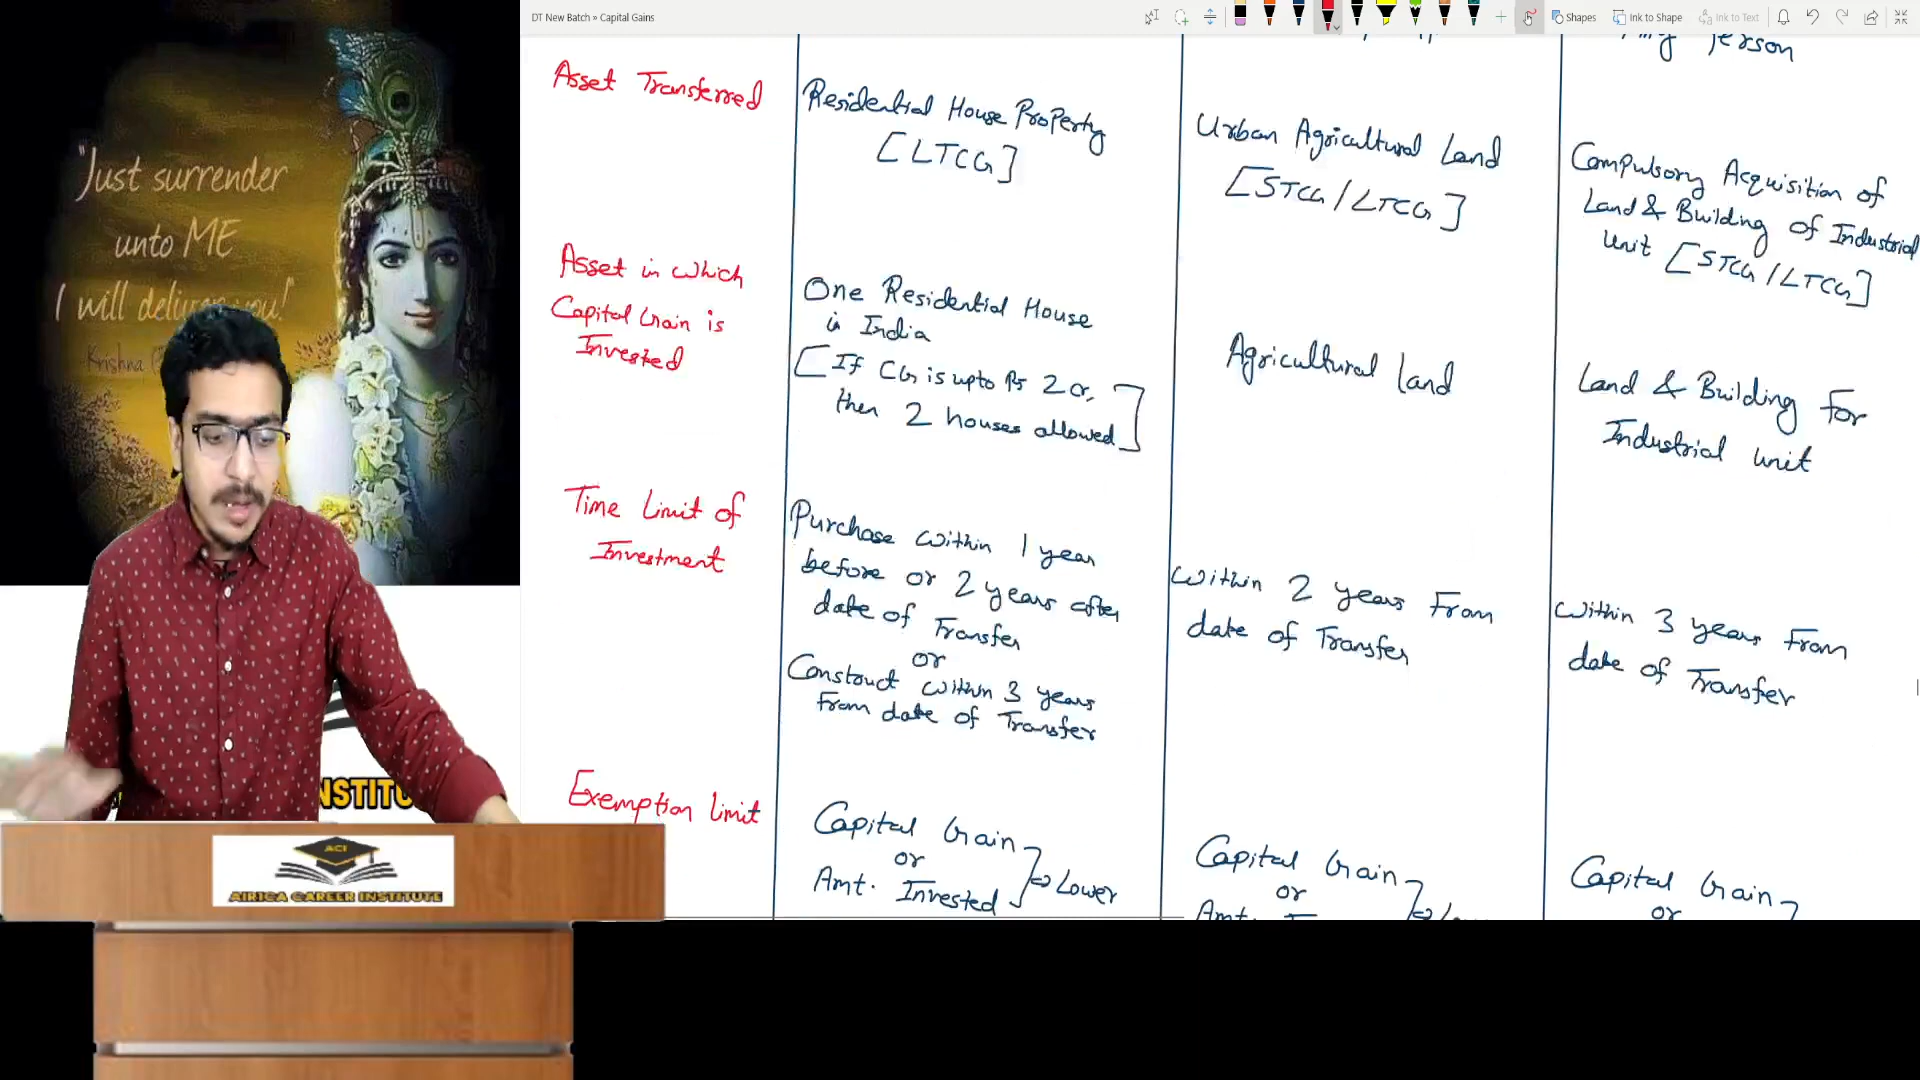 DT New Batch » Capital Gains
Shapes
Ink to Shape
Ink to Text
"Just surrender
unto ME
I will deliver you!"
Krishna
Person
Asset Transferred
Residential House Property
[LTCG]
Urban Agricultural Land
[STCG/LTCG]
Compulsory Acquisition of
Land & Building of Industrial
Unit [STCG/LTCG]
Asset in which
Capital Gain is
Invested
One Residential House
in India
[If CG is upto Rs 2 cr,
then 2 houses allowed]
Agricultural Land
Land & Building for
Industrial unit
Time Limit of
Investment
Purchase within 1 year
before or 2 years after
date of Transfer
or
Construct within 3 years
From date of Transfer
Within 2 years From
date of Transfer
Within 3 years From
date of Transfer
Exemption limit
Capital Gain
or
Amt. Invested } => Lower
Capital Gain
or
Amt.
Capital Gain
or
NSTITU
ACI
AIRICA CAREER INSTITUTE